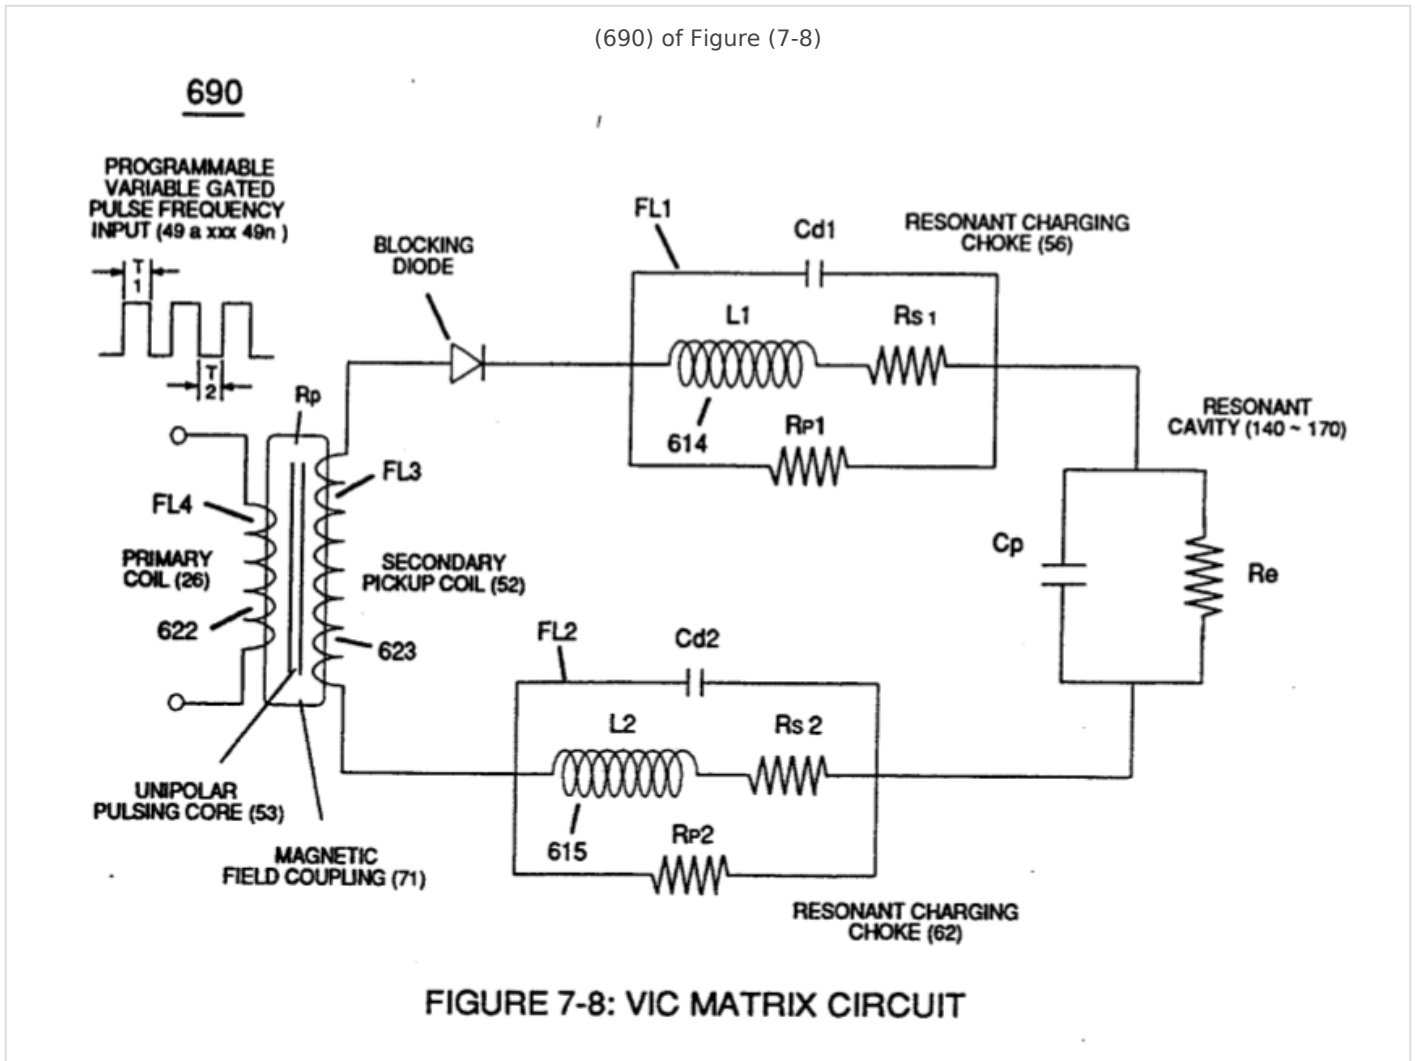 (690) of Figure (7-8)
690
PROGRAMMABLE
VARIABLE GATED
PULSE FREQUENCY
INPUT (49 a xxx 49n )
T
1
T
2
BLOCKING
DIODE
FL1
Cd1
RESONANT CHARGING
CHOKE (56)
L1
Rs 1
614
Rp1
RESONANT
CAVITY (140 ~ 170)
Rp
FL3
FL4
PRIMARY
COIL (26)
622
SECONDARY
PICKUP COIL (52)
623
Cp
Re
FL2
Cd2
L2
Rs 2
615
Rp2
UNIPOLAR
PULSING CORE (53)
MAGNETIC
FIELD COUPLING (71)
RESONANT CHARGING
CHOKE (62)
FIGURE 7-8: VIC MATRIX CIRCUIT